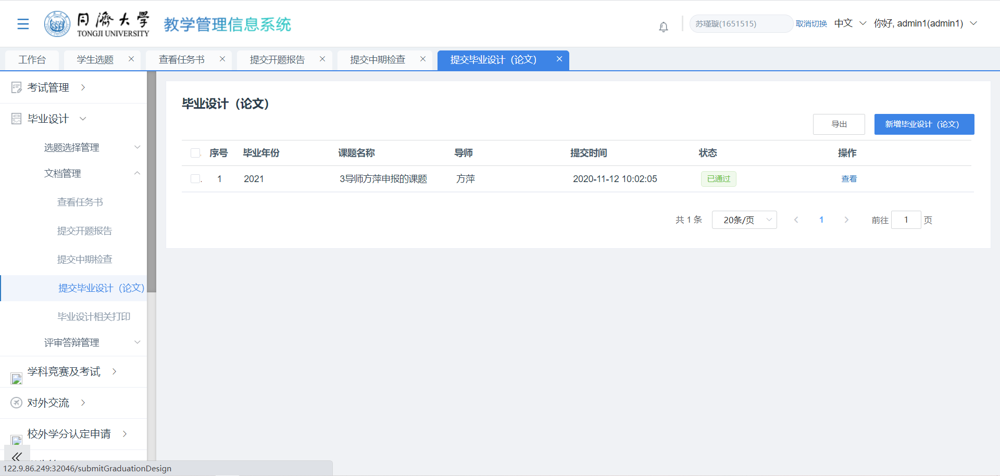 同濟大学
TONGJI UNIVERSITY
教学管理信息系统
苏瑾璇(1651515)
取消切换
中文
你好, admin1(admin1)
工作台
学生选题
查看任务书
提交开题报告
提交中期检查
提交毕业设计（论文）
考试管理
毕业设计
选题选择管理
文档管理
查看任务书
提交开题报告
提交中期检查
提交毕业设计（论文）
毕业设计相关打印
评审答辩管理
学科竞赛及考试
对外交流
校外学分认定申请
毕业设计（论文）
导出
新增毕业设计（论文）
序号 毕业年份 课题名称 导师 提交时间 状态 操作
1 2021 3导师方萍申报的课题 方萍 2020-11-12 10:02:05 已通过 查看
共 1 条 20条/页 1 前往 1 页
122.9.86.249:32046/submitGraduationDesign